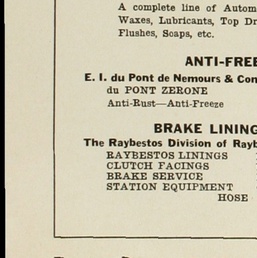 A complete line of Autom
Waxes, Lubricants, Top Dr
Flushes, Soaps, etc.
ANTI-FREE
E. I. du Pont de Nemours & Con
du PONT ZERONE
Anti-Rust—Anti-Freeze
BRAKE LINING
The Raybestos Division of Rayb
RAYBESTOS LININGS
CLUTCH FACINGS
BRAKE SERVICE
STATION EQUIPMENT
HOSE